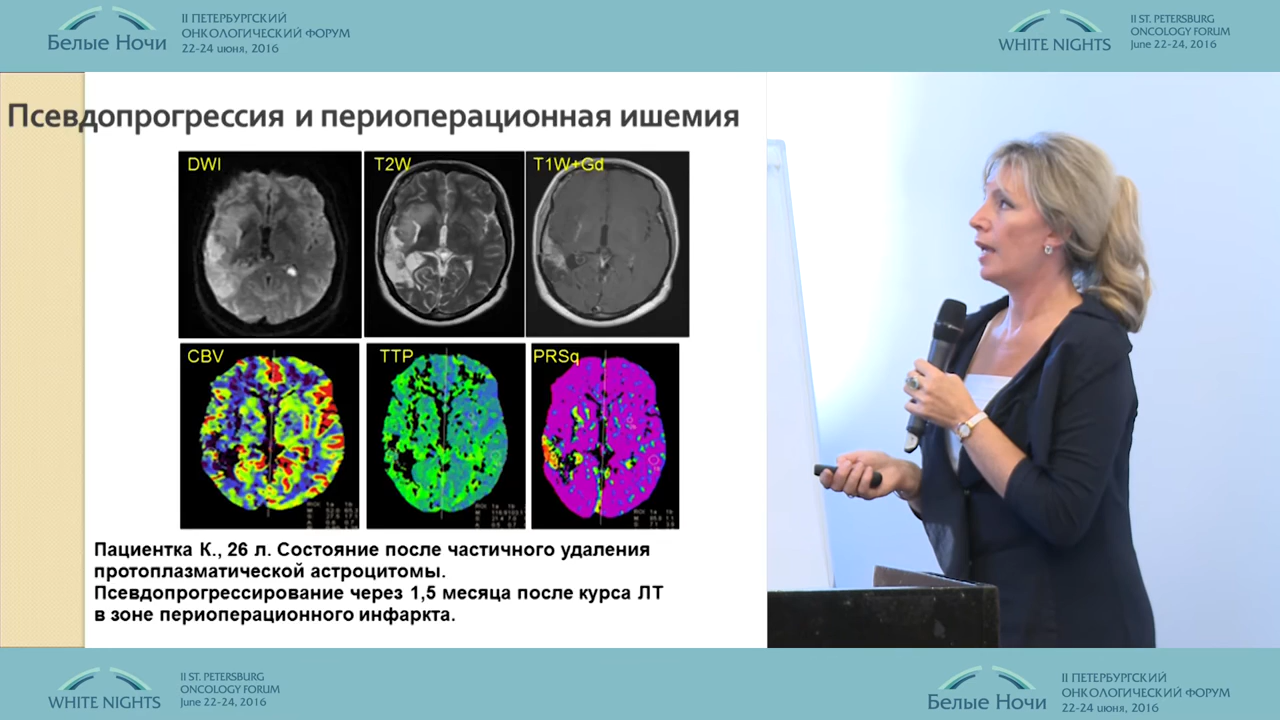 Белые Ночи
II ПЕТЕРБУРГСКИЙ
ОНКОЛОГИЧЕСКИЙ ФОРУМ
22-24 июня, 2016
WHITE NIGHTS
II ST. PETERSBURG
ONCOLOGY FORUM
June 22-24, 2016
Псевдопрогрессия и периоперационная ишемия
DWI
T2W
T1W+Gd
CBV
TTP
PRSq
Пациентка К., 26 л. Состояние после частичного удаления
протоплазматической астроцитомы.
Псевдопрогрессирование через 1,5 месяца после курса ЛТ
в зоне периоперационного инфаркта.
WHITE NIGHTS
II ST. PETERSBURG
ONCOLOGY FORUM
June 22-24, 2016
Белые Ночи
II ПЕТЕРБУРГСКИЙ
ОНКОЛОГИЧЕСКИЙ ФОРУМ
22-24 июня, 2016